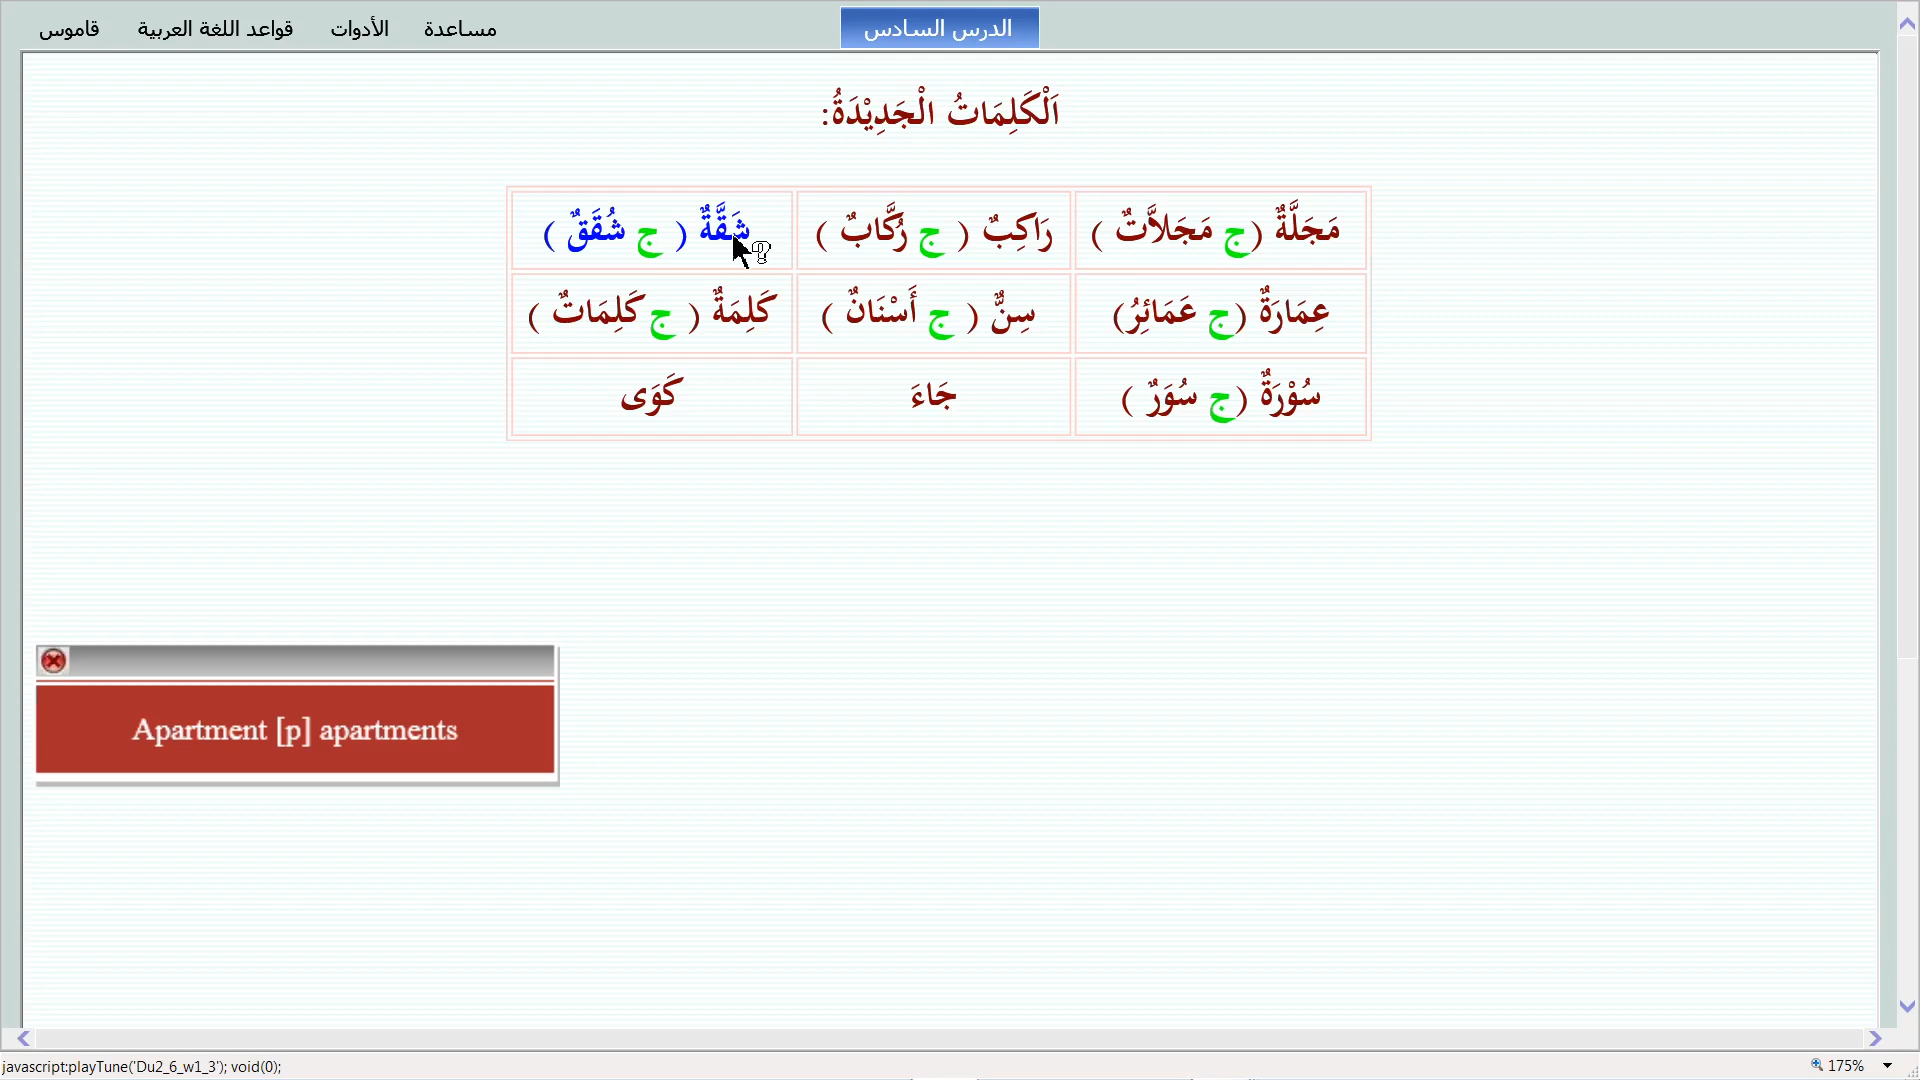 الدرس السادس مساعدة الأدوات قواعد اللغة العربية قاموس
اَلْكَلِمَاتُ الْجَدِيْدَةُ:
مَجَلَّةٌ (ج مَجَلاَّتٌ ) رَاكِبٌ ( ج رُكَّابٌ ) شَقَّةٌ ( ج شُقَقٌ )
عِمَارَةٌ (ج عَمَائِرُ) سِنٌّ ( ج أَسْنَانٌ ) كَلِمَةٌ ( ج كَلِمَاتٌ )
سُوْرَةٌ (ج سُوَرٌ ) جَاءَ كَوَى
Apartment [p] apartments
javascript:playTune('Du2_6_w1_3'); void(0); 175%